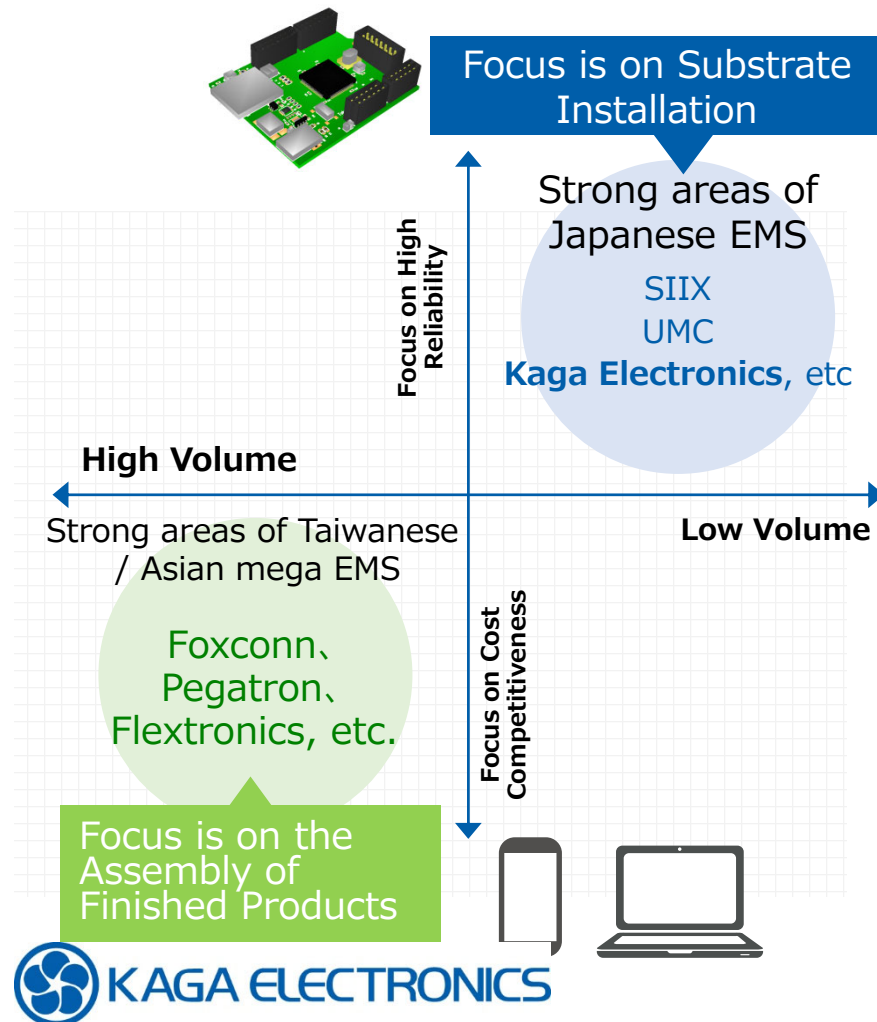 Focus is on Substrate
Installation
Strong areas of
Japanese EMS
SIIX
UMC
Kaga Electronics, etc
Focus on High
Reliability
High Volume
Low Volume
Strong areas of Taiwanese
/ Asian mega EMS
Foxconn、
Pegatron、
Flextronics, etc.
Focus on Cost
Competitiveness
Focus is on the
Assembly of
Finished Products
KAGA ELECTRONICS